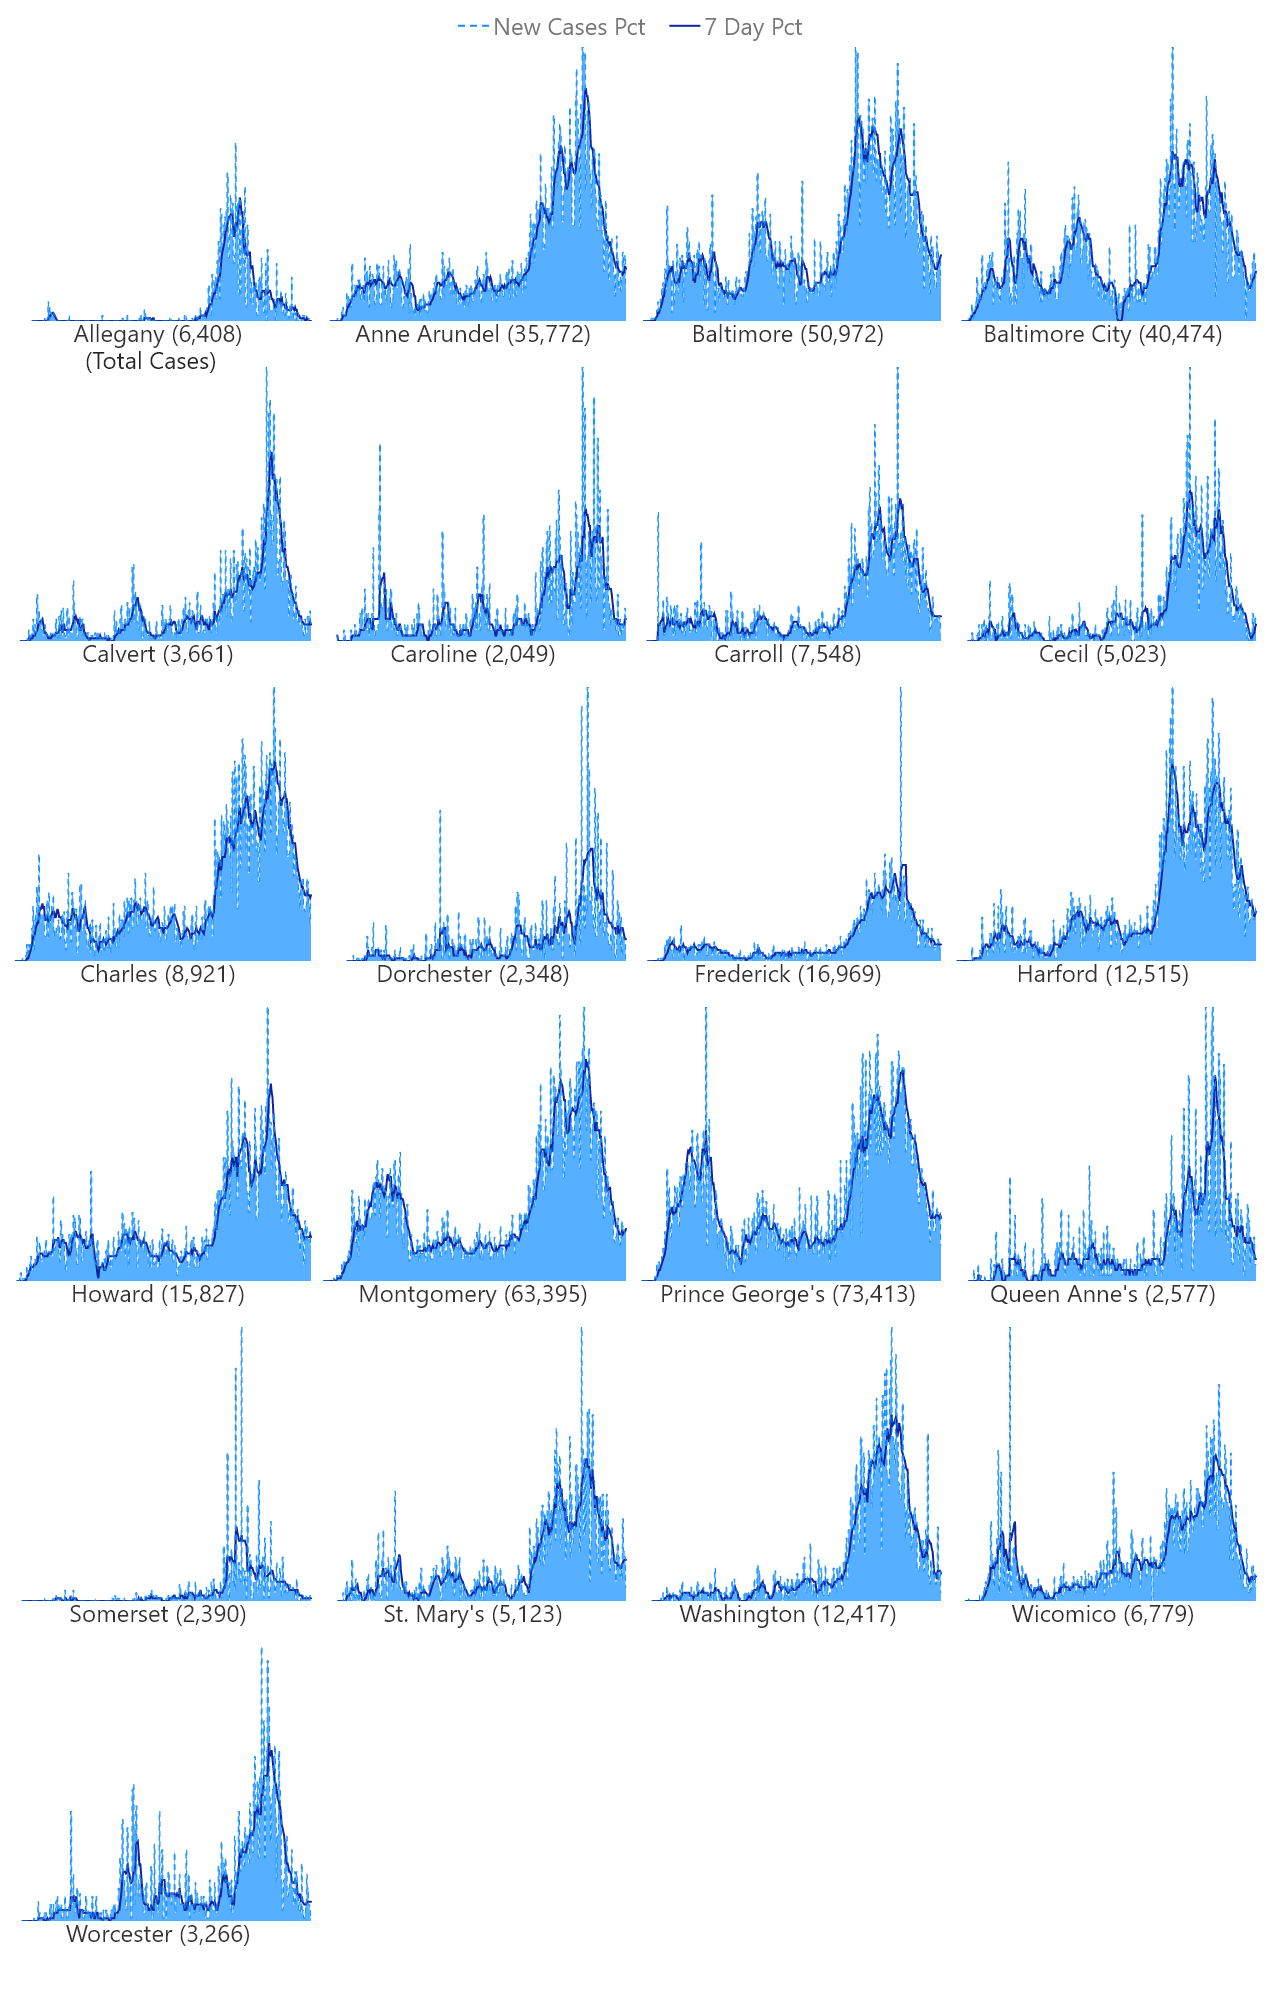 New Cases Pct 7 Day Pct
Allegany (6,408) Anne Arundel (35,772) Baltimore (50,972) Baltimore City (40,474)
(Total Cases)
Calvert (3,661) Caroline (2,049) Carroll (7,548) Cecil (5,023)
Charles (8,921) Dorchester (2,348) Frederick (16,969) Harford (12,515)
Howard (15,827) Montgomery (63,395) Prince George's (73,413) Queen Anne's (2,577)
Somerset (2,390) St. Mary's (5,123) Washington (12,417) Wicomico (6,779)
Worcester (3,266)